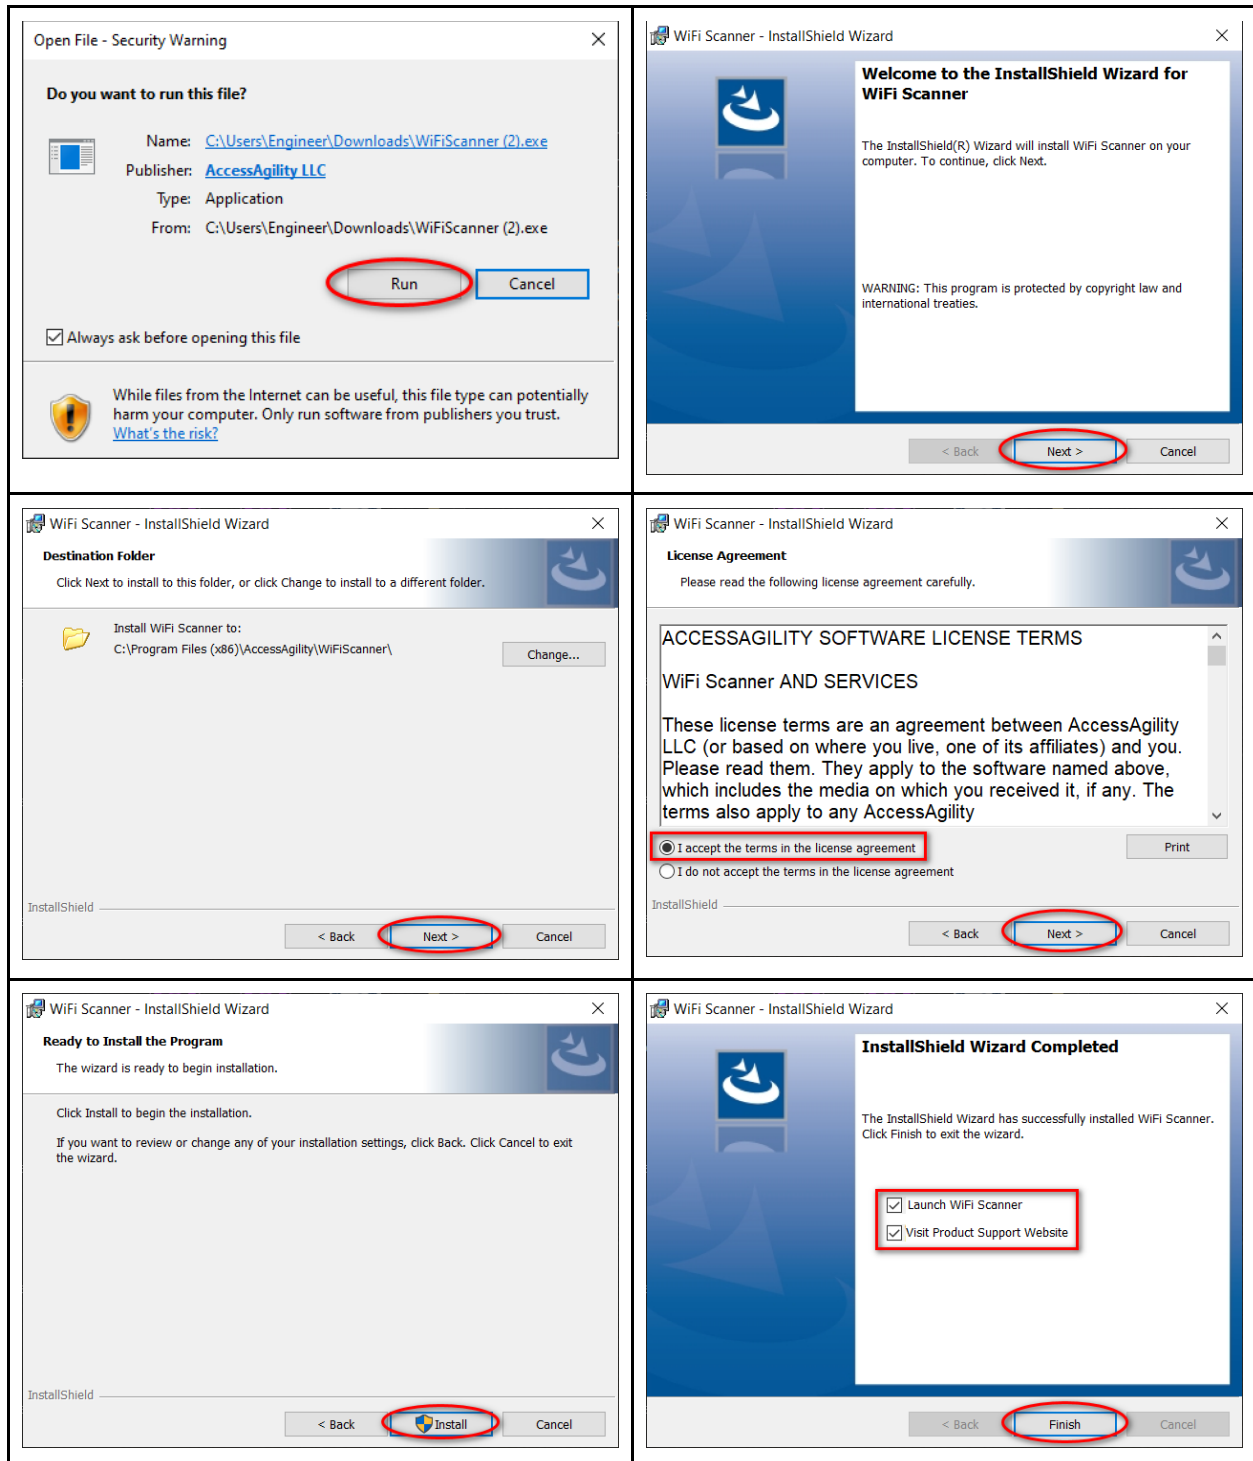 Open File - Security Warning
Do you want to run this file?
Name: C:\Users\Engineer\Downloads\WiFiScanner (2).exe
Publisher: AccessAgility LLC
Type: Application
From: C:\Users\Engineer\Downloads\WiFiScanner (2).exe
Run Cancel
Always ask before opening this file
While files from the Internet can be useful, this file type can potentially
harm your computer. Only run software from publishers you trust.
What's the risk?
WiFi Scanner - InstallShield Wizard
Welcome to the InstallShield Wizard for
WiFi Scanner
The InstallShield(R) Wizard will install WiFi Scanner on your
computer. To continue, click Next.
WARNING: This program is protected by copyright law and
international treaties.
< Back Next > Cancel
WiFi Scanner - InstallShield Wizard
Destination Folder
Click Next to install to this folder, or click Change to install to a different folder.
Install WiFi Scanner to:
C:\Program Files (x86)\AccessAgility\WiFiScanner\
Change...
InstallShield
< Back Next > Cancel
WiFi Scanner - InstallShield Wizard
License Agreement
Please read the following license agreement carefully.
ACCESSAGILITY SOFTWARE LICENSE TERMS
WiFi Scanner AND SERVICES
These license terms are an agreement between AccessAgility
LLC (or based on where you live, one of its affiliates) and you.
Please read them. They apply to the software named above,
which includes the media on which you received it, if any. The
terms also apply to any AccessAgility
I accept the terms in the license agreement
Print
I do not accept the terms in the license agreement
InstallShield
< Back Next > Cancel
WiFi Scanner - InstallShield Wizard
Ready to Install the Program
The wizard is ready to begin installation.
Click Install to begin the installation.
If you want to review or change any of your installation settings, click Back. Click Cancel to exit
the wizard.
InstallShield
< Back Install Cancel
WiFi Scanner - InstallShield Wizard
InstallShield Wizard Completed
The InstallShield Wizard has successfully installed WiFi Scanner.
Click Finish to exit the wizard.
Launch WiFi Scanner
Visit Product Support Website
< Back Finish Cancel